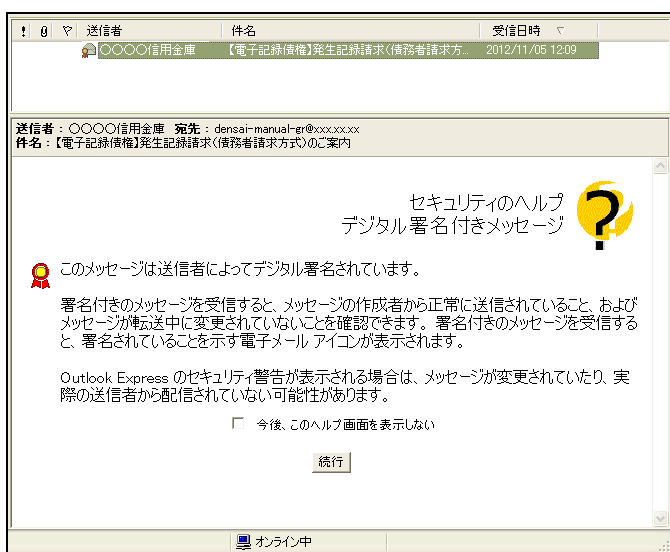 ! 送信者 件名 受信日時
〇〇〇〇信用金庫 【電子記録債権】発生記録請求(債務者請求方... 2012/11/05 12:09
送信者：〇〇〇〇信用金庫 宛先：densai-manual-gr@xxx.xx.xx
件名：【電子記録債権】発生記録請求(債務者請求方式)のご案内
セキュリティのヘルプ
デジタル署名付きメッセージ
このメッセージは送信者によってデジタル署名されています。
署名付きのメッセージを受信すると、メッセージの作成者から正常に送信されていること、および
メッセージが転送中に変更されていないことを確認できます。 署名付きのメッセージを受信する
と、署名されていることを示す電子メール アイコンが表示されます。
Outlook Express のセキュリティ警告が表示される場合は、メッセージが変更されていたり、実
際の送信者から配信されていない可能性があります。
今後、このヘルプ画面を表示しない
続行
オンライン中